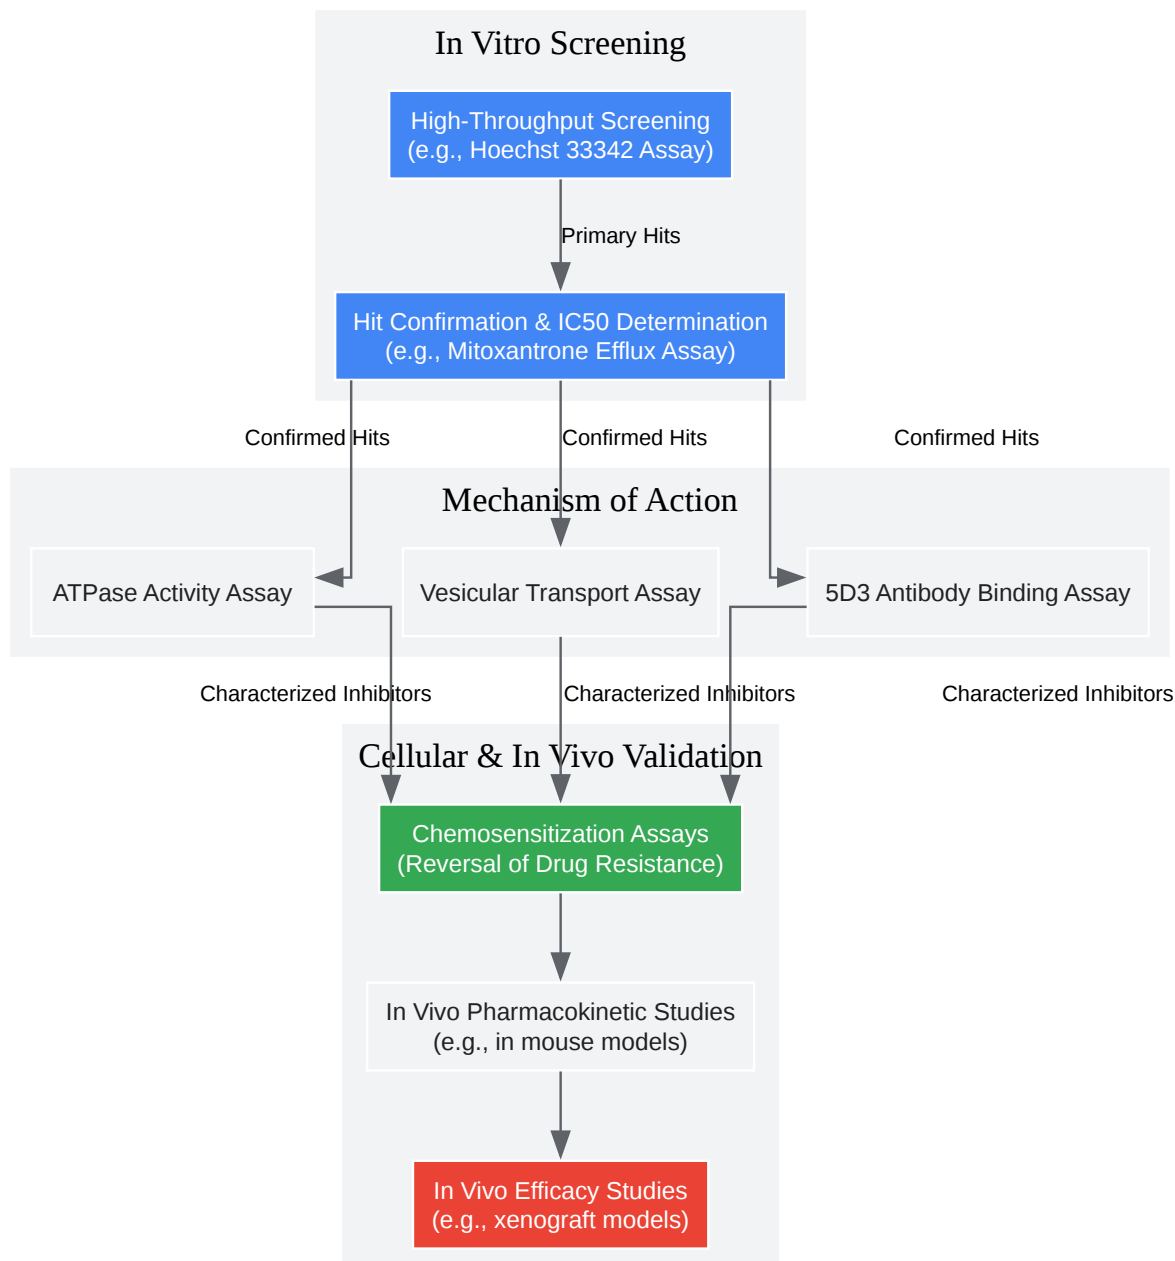 In Vitro Screening
High-Throughput Screening
(e.g., Hoechst 33342 Assay)
Primary Hits
Hit Confirmation & IC50 Determination
(e.g., Mitoxantrone Efflux Assay)
Confirmed Hits
Confirmed Hits
Confirmed Hits
Mechanism of Action
ATPase Activity Assay
Vesicular Transport Assay
5D3 Antibody Binding Assay
Characterized Inhibitors
Characterized Inhibitors
Characterized Inhibitors
Cellular & In Vivo Validation
Chemosensitization Assays
(Reversal of Drug Resistance)
In Vivo Pharmacokinetic Studies
(e.g., in mouse models)
In Vivo Efficacy Studies
(e.g., xenograft models)